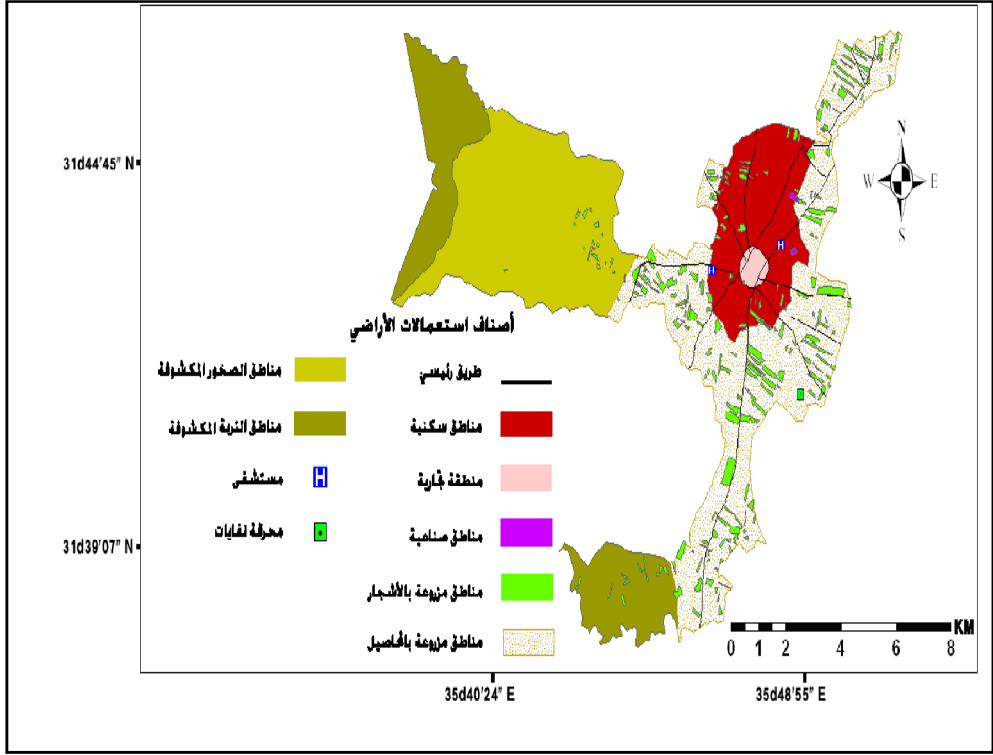 N
W E
S
31d44'45" N
أصناف استعمالات الأراضي
طريق رئيسي
مناطق سكنية
منطقة تجارية
مناطق صناعية
مناطق مزروعة بالأشجار
مناطق مزروعة بالمحاصيل
مناطق الصخور المكشوفة
مناطق التربة المكشوفة
H مستشفى
محرقة نفايات
H
H
31d39'07" N
0 1 2 4 6 8 KM
35d40'24" E
35d48'55" E